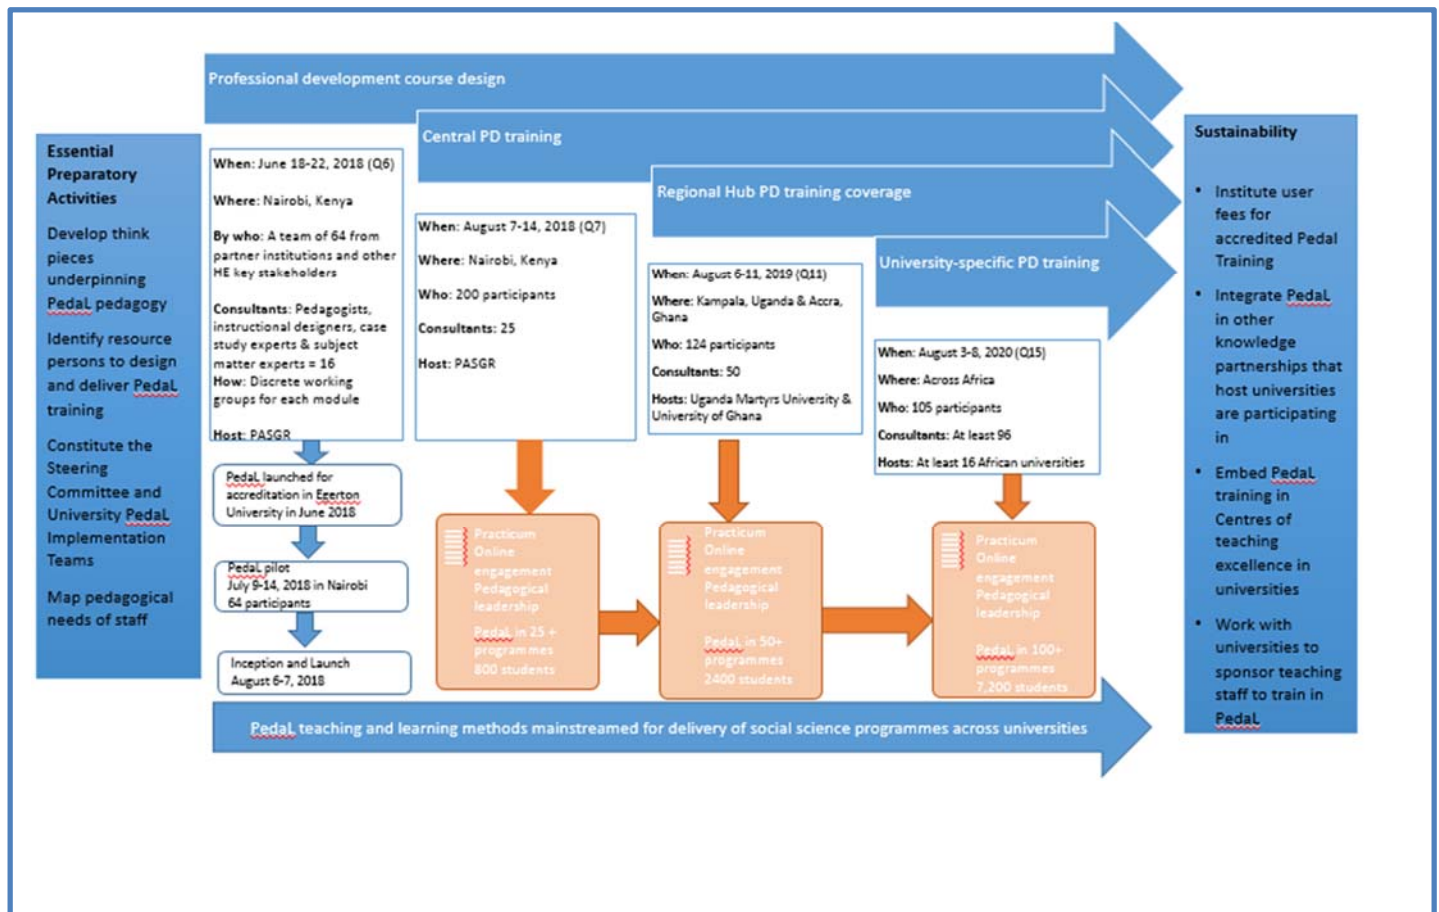 Professional development course design
Central PD training
Regional Hub PD training coverage
University-specific PD training
Essential
Preparatory
Activities
Develop think
pieces
underpinning
PedaL pedagogy
Identify resource
persons to design
and deliver PedaL
training
Constitute the
Steering
Committee and
University PedaL
Implementation
Teams
Map pedagogical
needs of staff
When: June 18-22, 2018 (Q6)
Where: Nairobi, Kenya
By who: A team of 64 from
partner institutions and other
HE key stakeholders
Consultants: Pedagogists,
instructional designers, case
study experts & subject
matter experts = 16
How: Discrete working
groups for each module
Host: PASGR
PedaL launched for
accreditation in Egerton
University in June 2018
PedaL pilot
July 9-14, 2018 in Nairobi
64 participants
Inception and Launch
August 6-7, 2018
When: August 7-14, 2018 (Q7)
Where: Nairobi, Kenya
Who: 200 participants
Consultants: 25
Host: PASGR
Practicum
Online
engagement
Pedagogical
leadership
PedaL in 25 +
programmes
800 students
When: August 6-11, 2019 (Q11)
Where: Kampala, Uganda & Accra,
Ghana
Who: 124 participants
Consultants: 50
Hosts: Uganda Martyrs University &
University of Ghana
Practicum
Online
engagement
Pedagogical
leadership
PedaL in 50+
programmes
2400 students
When: August 3-8, 2020 (Q15)
Where: Across Africa
Who: 105 participants
Consultants: At least 96
Hosts: At least 16 African universities
Practicum
Online
engagement
Pedagogical
leadership
PedaL in 100+
programmes
7,200 students
PedaL teaching and learning methods mainstreamed for delivery of social science programmes across universities
Sustainability
• Institute user
fees for
accredited Pedal
Training
• Integrate PedaL
in other
knowledge
partnerships that
host universities
are participating
in
• Embed PedaL
training in
Centres of
teaching
excellence in
universities
• Work with
universities to
sponsor teaching
staff to train in
PedaL